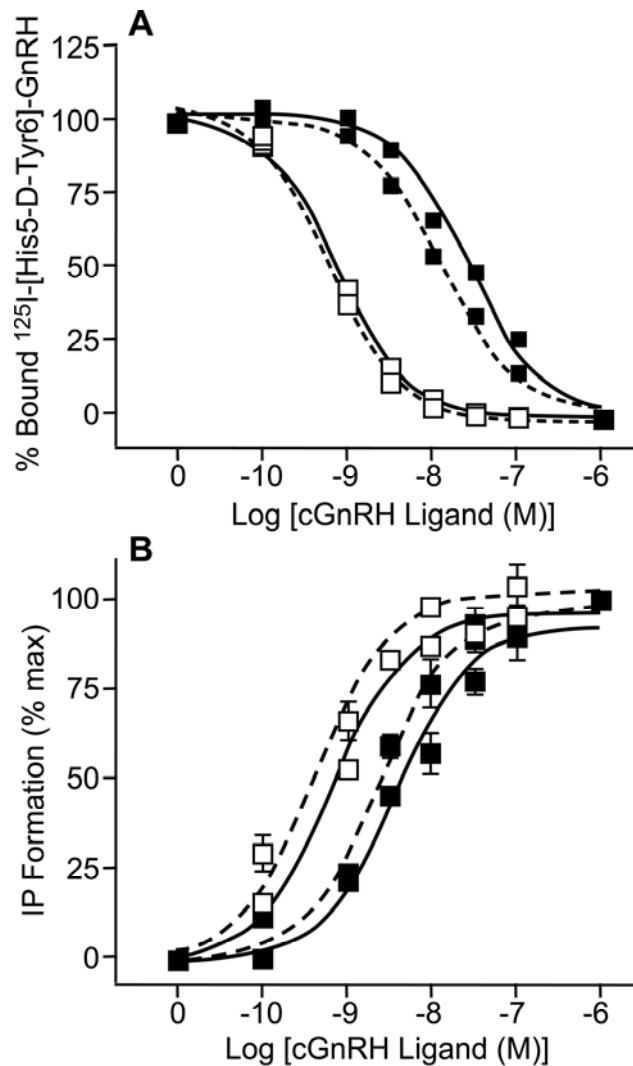 A
% Bound ¹²⁵I-[His5-D-Tyr6]-GnRH
125
100
75
50
25
0
0 -10 -9 -8 -7 -6
Log [cGnRH Ligand (M)]
B
IP Formation (% max)
100
75
50
25
0
0 -10 -9 -8 -7 -6
Log [cGnRH Ligand (M)]